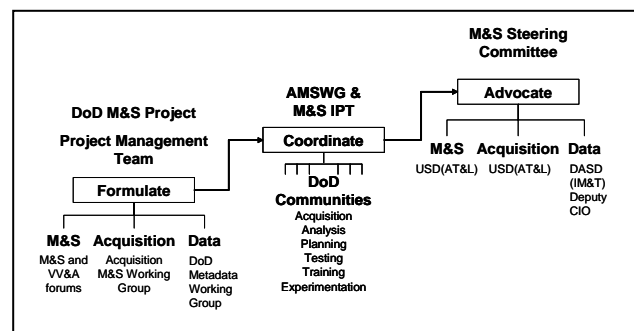 M&S Steering
Committee
Advocate
M&S Acquisition Data
USD(AT&L) USD(AT&L) DASD
(IM&T)
Deputy
CIO
AMSWG &
M&S IPT
Coordinate
DoD
Communities
Acquisition
Analysis
Planning
Testing
Training
Experimentation
DoD M&S Project
Project Management
Team
Formulate
M&S Acquisition Data
M&S and
VV&A
forums
Acquisition
M&S Working
Group
DoD
Metadata
Working
Group